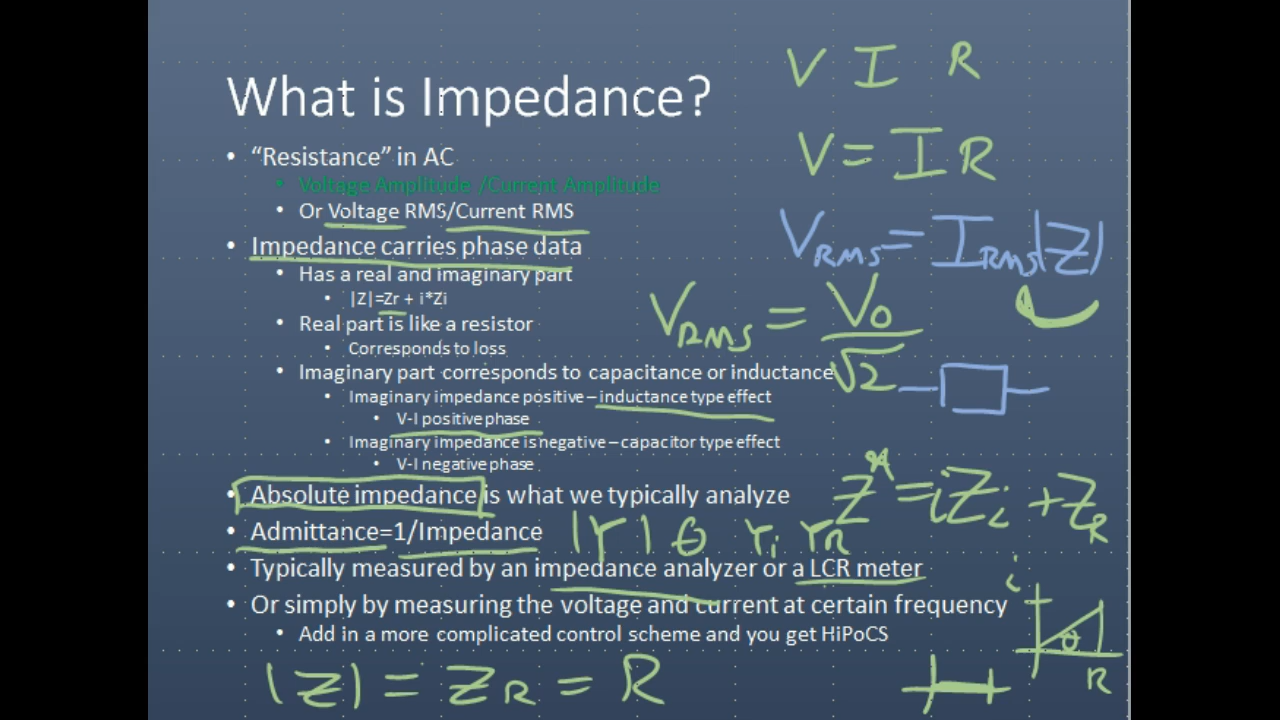 What is Impedance?
• "Resistance" in AC
• Voltage Amplitude /Current Amplitude
• Or Voltage RMS/Current RMS
• Impedance carries phase data
• Has a real and imaginary part
• |Z|=Zr + i*Zi
• Real part is like a resistor
• Corresponds to loss
• Imaginary part corresponds to capacitance or inductance
• Imaginary impedance positive – inductance type effect
• V-I positive phase
• Imaginary impedance is negative – capacitor type effect
• V-I negative phase
• Absolute impedance is what we typically analyze
• Admittance=1/Impedance
• Typically measured by an impedance analyzer or a LCR meter
• Or simply by measuring the voltage and current at certain frequency
• Add in a more complicated control scheme and you get HiPoCS
V I R
V = I R
VRMS = IRMS |Z|
VRMS = V0/√2
Z* = iZi + ZR
|Y| θ Yi YR
i
θ
R
|Z| = ZR = R